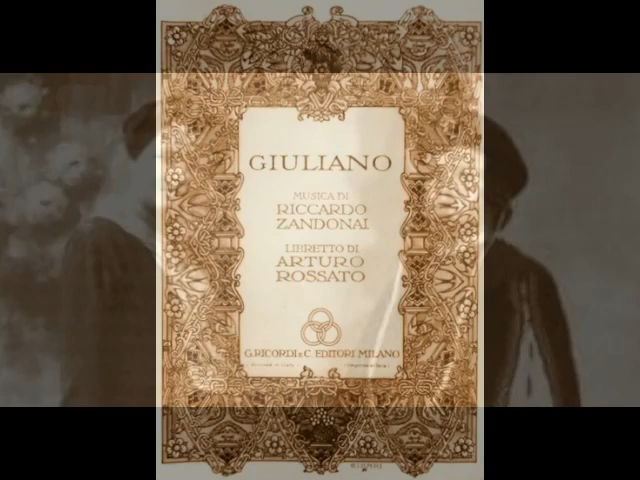 GIULIANO
MUSICA DI
RICCARDO
ZANDONAI
LIBRETTO DI
ARTURO
ROSSATO
G. RICORDI & C. EDITORI MILANO